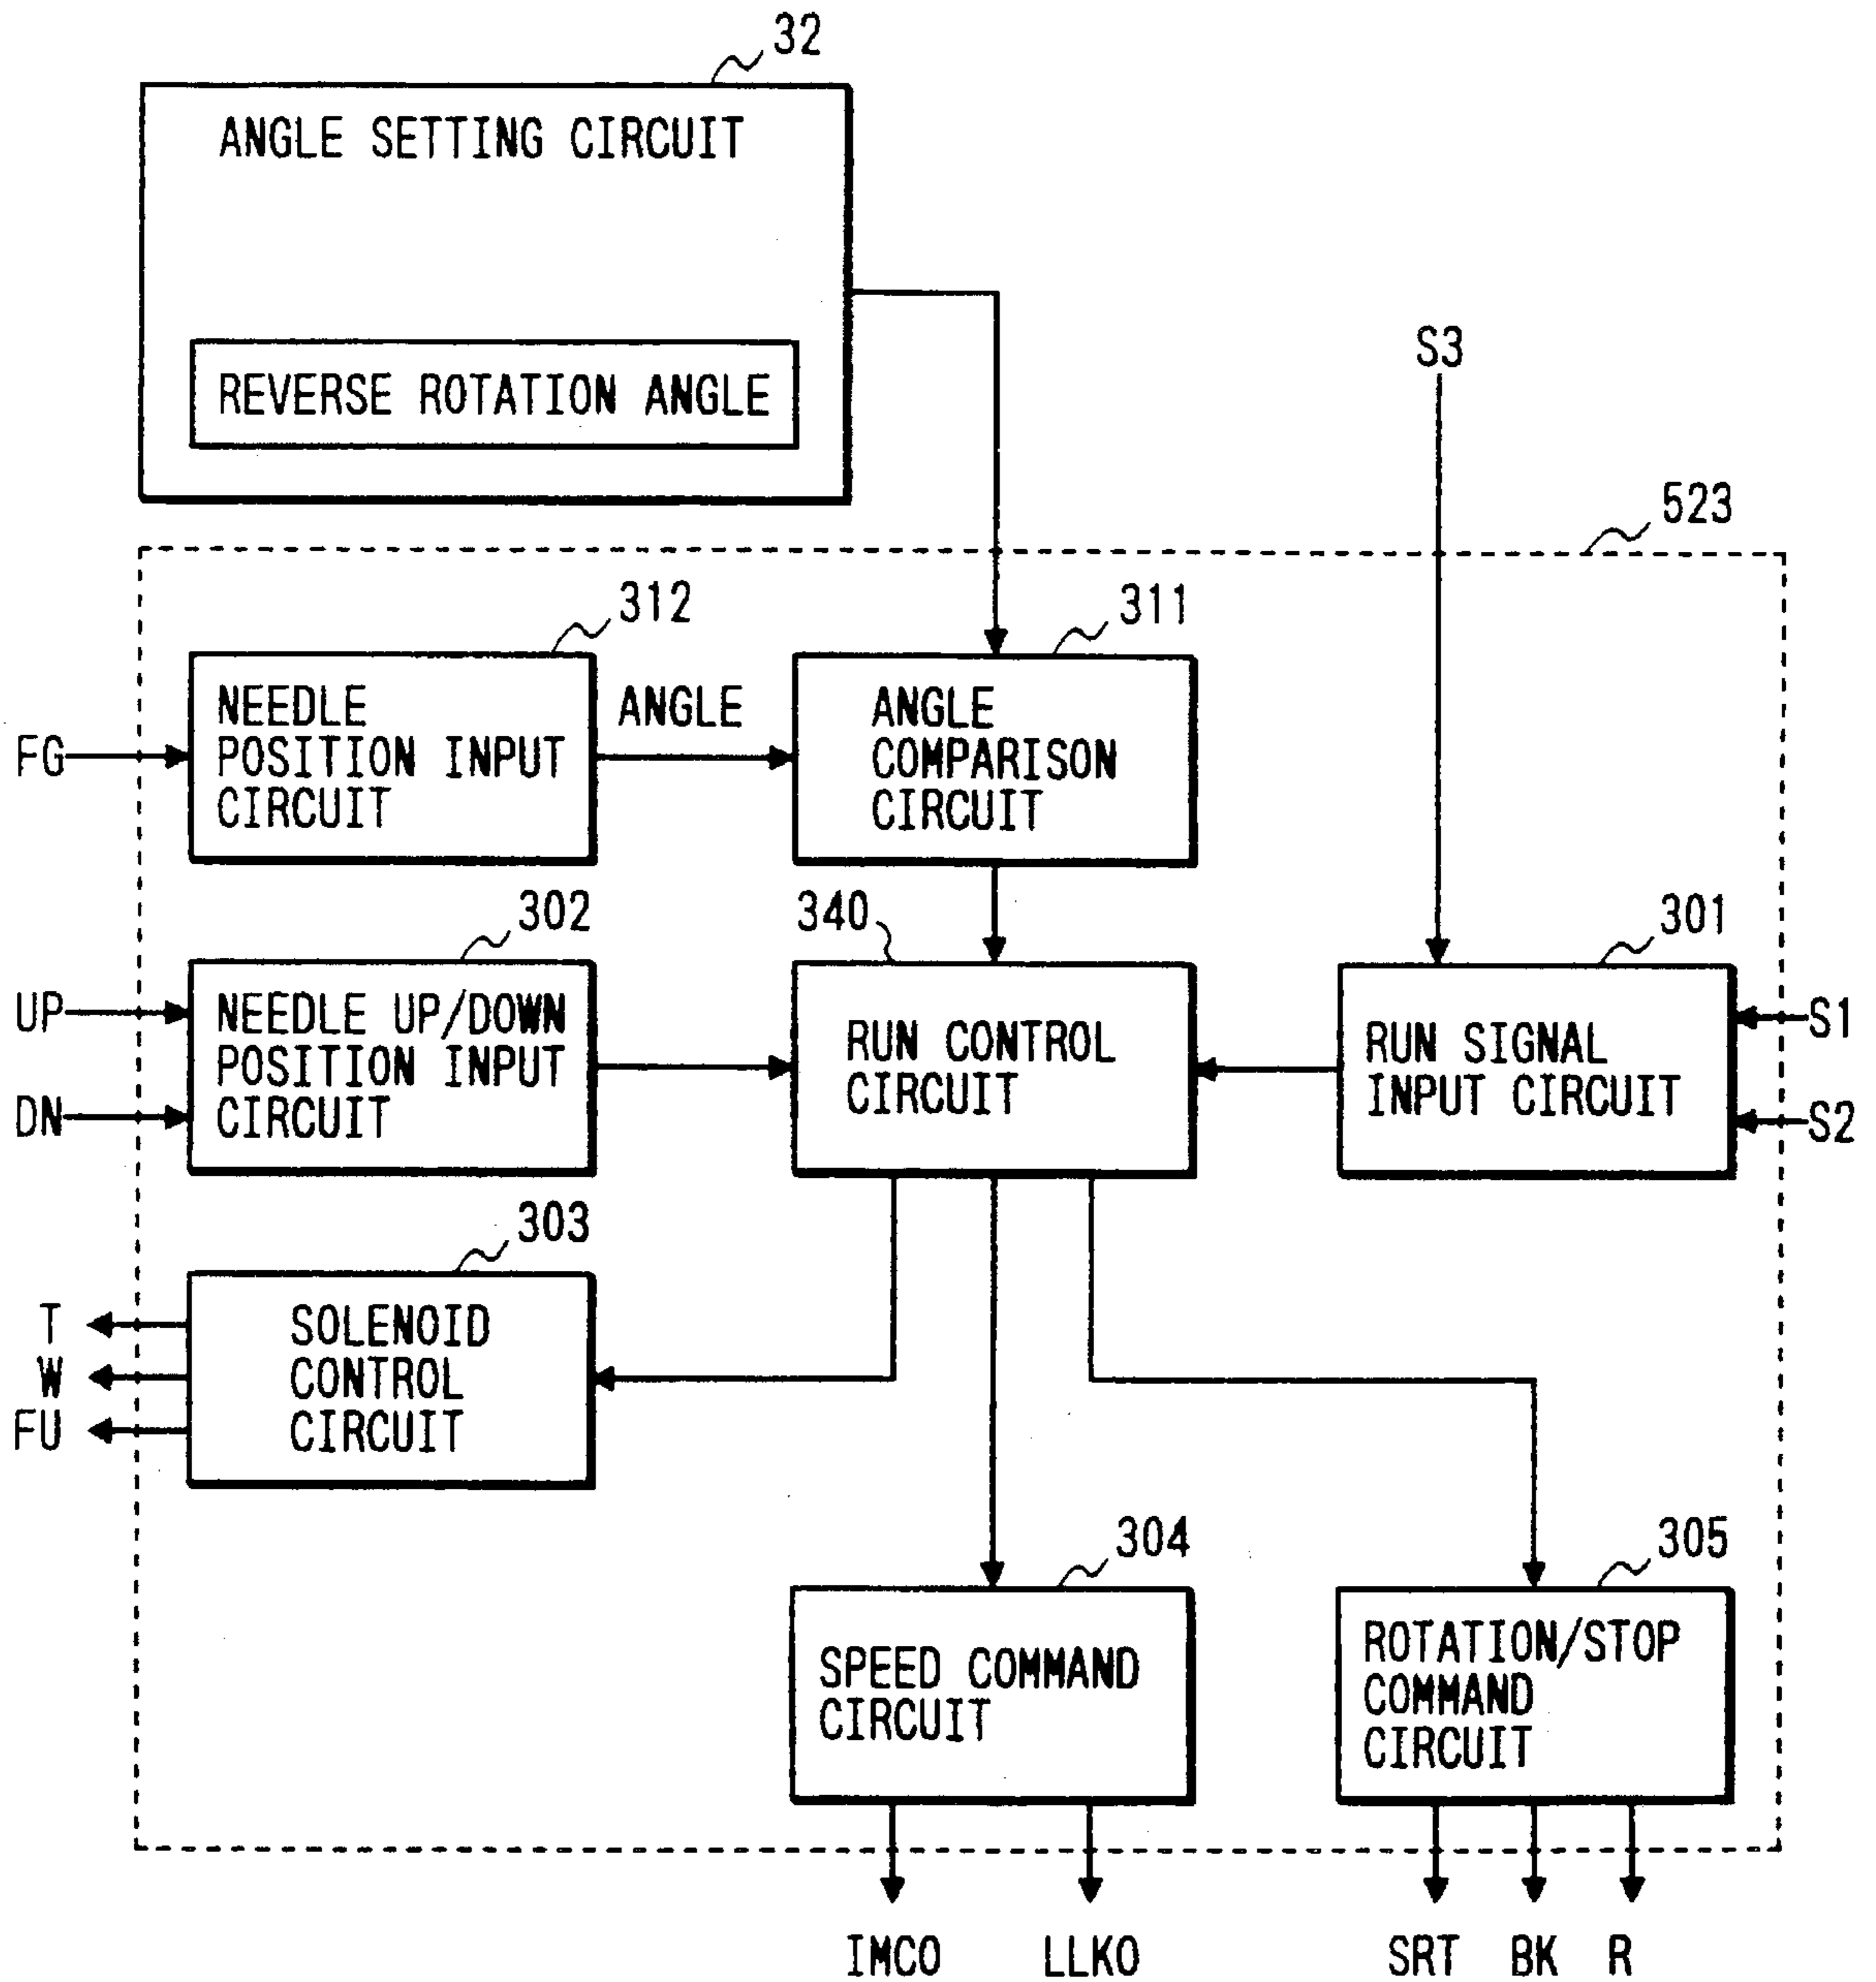 32
ANGLE SETTING CIRCUIT
REVERSE ROTATION ANGLE
S3
523
312
311
NEEDLE
POSITION INPUT
CIRCUIT
ANGLE
ANGLE
COMPARISON
CIRCUIT
FG
302
340
301
UP
DN
NEEDLE UP/DOWN
POSITION INPUT
CIRCUIT
RUN CONTROL
CIRCUIT
RUN SIGNAL
INPUT CIRCUIT
S1
S2
303
T
W
FU
SOLENOID
CONTROL
CIRCUIT
304
305
SPEED COMMAND
CIRCUIT
ROTATION/STOP
COMMAND
CIRCUIT
IMCO
LLKO
SRT
BK
R